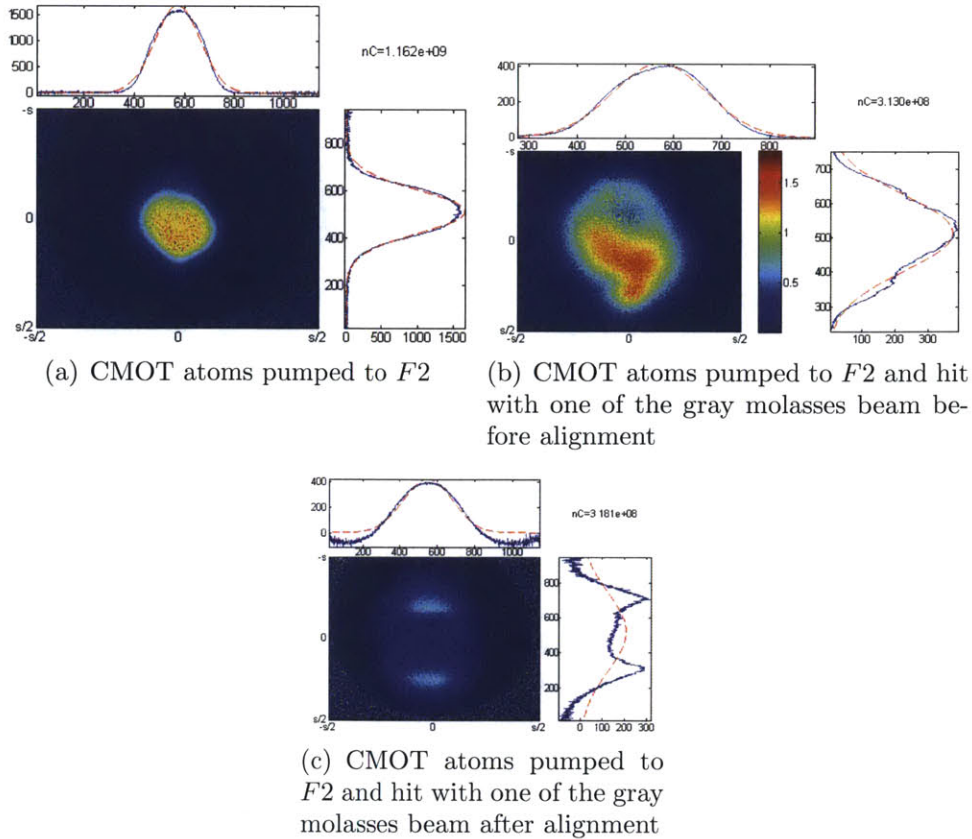 1500
1000
500
0
200 400 600 800 1000
nC=1.162e+09
-s
0
s/2
-s/2 0 s/2
800
600
400
200
0 500 1000 1500
(a) CMOT atoms pumped to F2
400
200
0
300 400 500 600 700 800
nC=3.130e+08
-s
0
s/2
-s/2 0 s/2
1.5
1
0.5
700
600
500
400
300
100 200 300
(b) CMOT atoms pumped to F2 and hit
with one of the gray molasses beam be-
fore alignment
400
200
0
200 400 600 800 1000
nC=3 181e+08
-s
0
s/2
-s/2 0 s/2
800
600
400
200
0 100 200 300
(c) CMOT atoms pumped to
F2 and hit with one of the gray
molasses beam after alignment